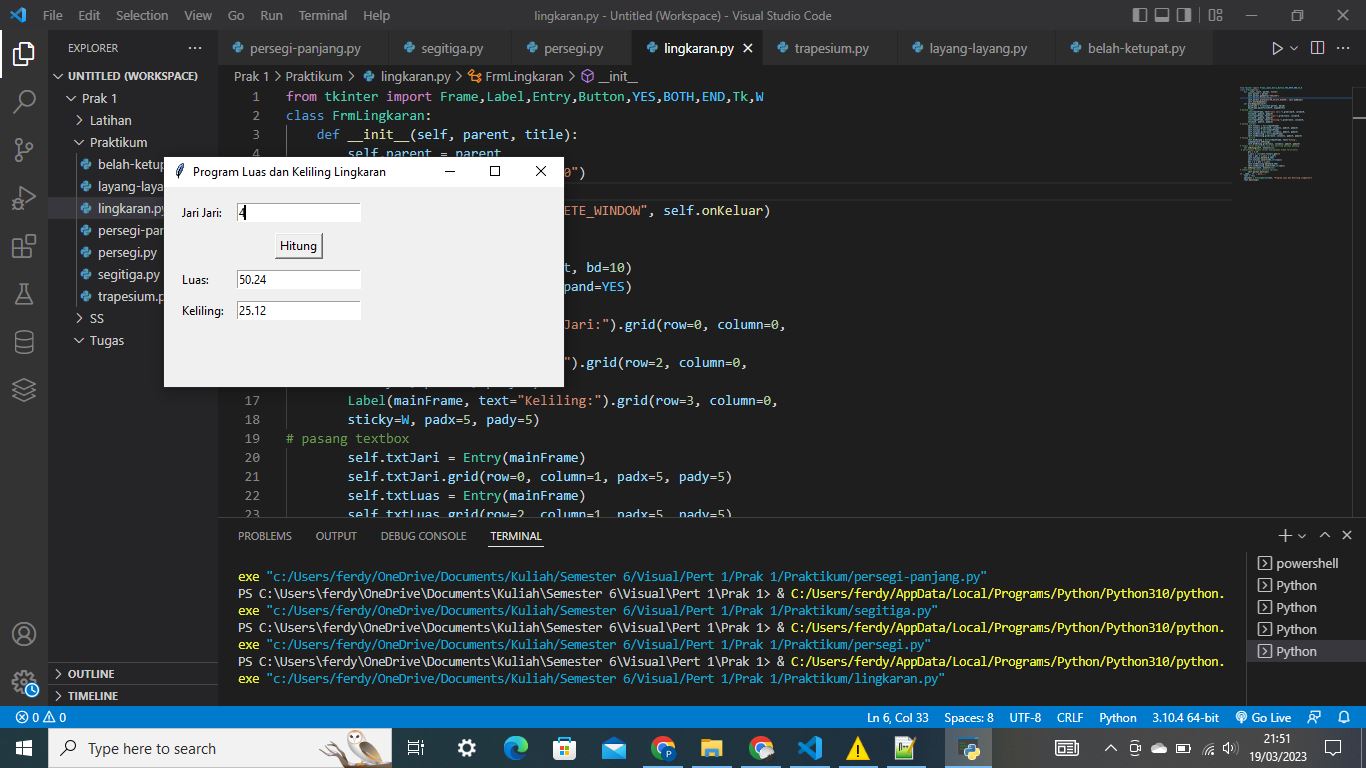 File Edit Selection View Go Run Terminal Help lingkaran.py - Untitled (Workspace) - Visual Studio Code
EXPLORER
UNTITLED (WORKSPACE)
Prak 1
Latihan
Praktikum
belah-ketup
layang-laya
lingkaran.py
persegi-pan
persegi.py
segitiga.py
trapesium.p
SS
Tugas
OUTLINE
TIMELINE
persegi-panjang.py segitiga.py persegi.py lingkaran.py trapesium.py layang-layang.py belah-ketupat.py
Prak 1 > Praktikum > lingkaran.py > FrmLingkaran > __init__
1 from tkinter import Frame,Label,Entry,Button,YES,BOTH,END,Tk,W
2 class FrmLingkaran:
3 def __init__(self, parent, title):
4 self.parent = parent
0")
ETE_WINDOW", self.onKeluar)
t, bd=10)
pand=YES)
Jari:").grid(row=0, column=0,
").grid(row=2, column=0,
17 Label(mainFrame, text="Keliling:").grid(row=3, column=0,
18 sticky=W, padx=5, pady=5)
19 # pasang textbox
20 self.txtJari = Entry(mainFrame)
21 self.txtJari.grid(row=0, column=1, padx=5, pady=5)
22 self.txtLuas = Entry(mainFrame)
23 self.txtLuas.grid(row=2, column=1, padx=5, pady=5)
Program Luas dan Keliling Lingkaran
Jari Jari: 4
Hitung
Luas: 50.24
Keliling: 25.12
PROBLEMS OUTPUT DEBUG CONSOLE TERMINAL
exe "c:/Users/ferdy/OneDrive/Documents/Kuliah/Semester 6/Visual/Pert 1/Prak 1/Praktikum/persegi-panjang.py"
PS C:\Users\ferdy\OneDrive\Documents\Kuliah\Semester 6\Visual\Pert 1\Prak 1> & C:/Users/ferdy/AppData/Local/Programs/Python/Python310/python.
exe "c:/Users/ferdy/OneDrive/Documents/Kuliah/Semester 6/Visual/Pert 1/Prak 1/Praktikum/segitiga.py"
PS C:\Users\ferdy\OneDrive\Documents\Kuliah\Semester 6\Visual\Pert 1\Prak 1> & C:/Users/ferdy/AppData/Local/Programs/Python/Python310/python.
exe "c:/Users/ferdy/OneDrive/Documents/Kuliah/Semester 6/Visual/Pert 1/Prak 1/Praktikum/persegi.py"
PS C:\Users\ferdy\OneDrive\Documents\Kuliah\Semester 6\Visual\Pert 1\Prak 1> & C:/Users/ferdy/AppData/Local/Programs/Python/Python310/python.
exe "c:/Users/ferdy/OneDrive/Documents/Kuliah/Semester 6/Visual/Pert 1/Prak 1/Praktikum/lingkaran.py"
powershell
Python
Python
Python
Python
0 0 Ln 6, Col 33 Spaces: 8 UTF-8 CRLF Python 3.10.4 64-bit Go Live
Type here to search
21:51
19/03/2023